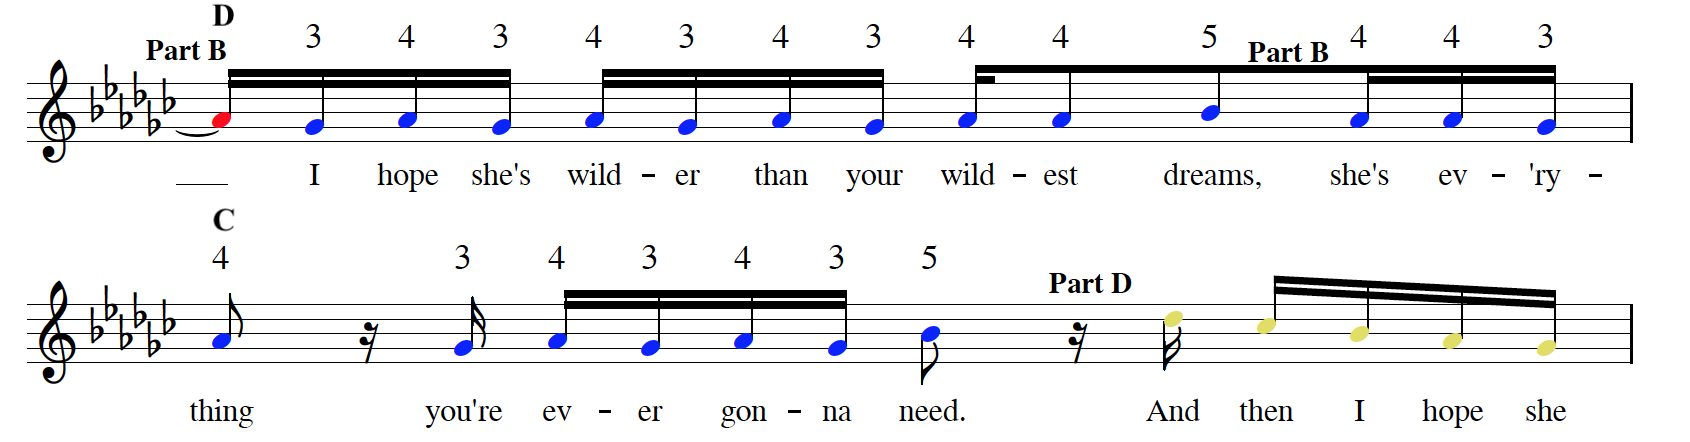 D
Part B 3 4 3 4 3 4 3 4 4 5 Part B 4 4 3
I hope she's wild - er than your wild - est dreams, she's ev - 'ry -
C
4 3 4 3 4 3 5
Part D
thing you're ev - er gon - na need. And then I hope she